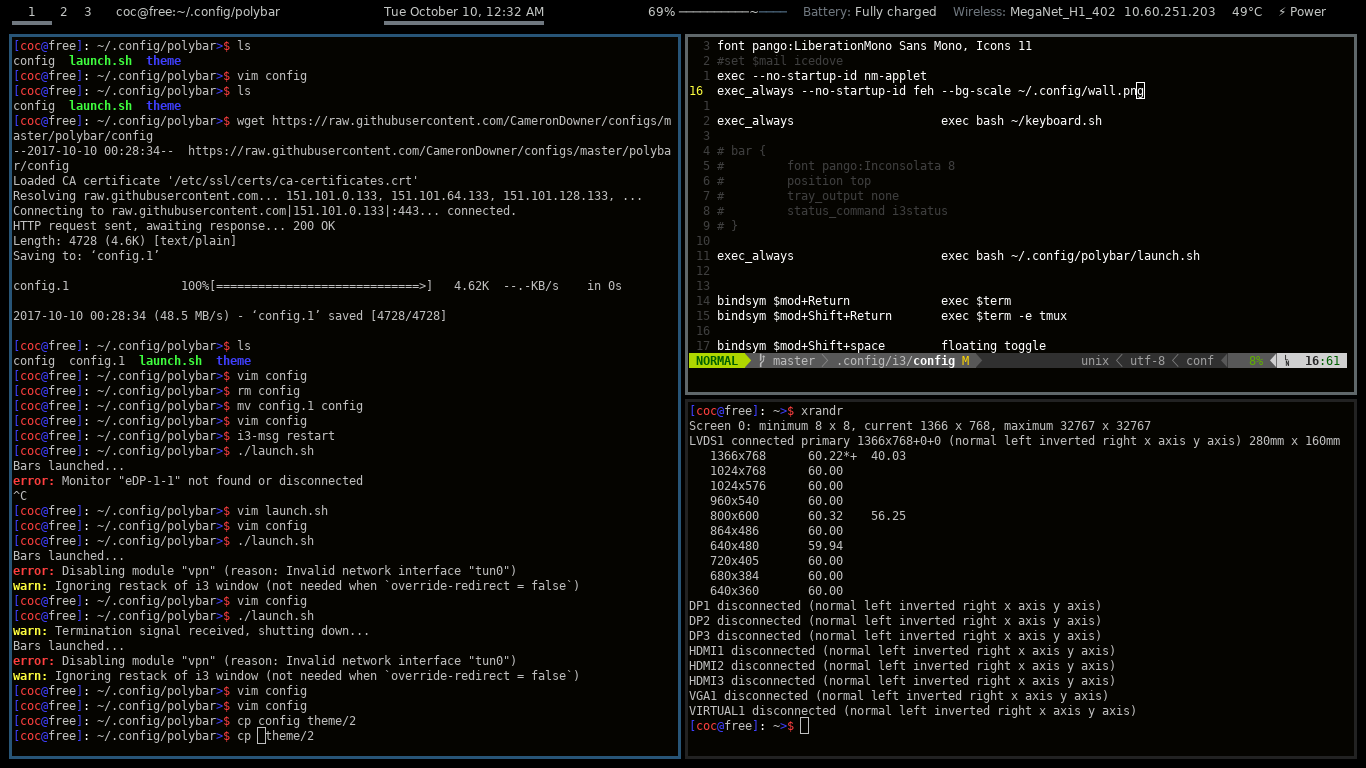 1 2 3 coc@free:~/.config/polybar Tue October 10, 12:32 AM 69% Battery: Fully charged Wireless: MegaNet_H1_402 10.60.251.203 49°C ⚡ Power
[coc@free]: ~/.config/polybar>$ ls
config launch.sh theme
[coc@free]: ~/.config/polybar>$ vim config
[coc@free]: ~/.config/polybar>$ ls
config launch.sh theme
[coc@free]: ~/.config/polybar>$ wget https://raw.githubusercontent.com/CameronDowner/configs/m
aster/polybar/config
--2017-10-10 00:28:34-- https://raw.githubusercontent.com/CameronDowner/configs/master/polyba
r/config
Loaded CA certificate '/etc/ssl/certs/ca-certificates.crt'
Resolving raw.githubusercontent.com... 151.101.0.133, 151.101.64.133, 151.101.128.133, ...
Connecting to raw.githubusercontent.com|151.101.0.133|:443... connected.
HTTP request sent, awaiting response... 200 OK
Length: 4728 (4.6K) [text/plain]
Saving to: ‘config.1’
config.1 100%[=============================>] 4.62K --.-KB/s in 0s
2017-10-10 00:28:34 (48.5 MB/s) - ‘config.1’ saved [4728/4728]
[coc@free]: ~/.config/polybar>$ ls
config config.1 launch.sh theme
[coc@free]: ~/.config/polybar>$ vim config
[coc@free]: ~/.config/polybar>$ rm config
[coc@free]: ~/.config/polybar>$ mv config.1 config
[coc@free]: ~/.config/polybar>$ vim config
[coc@free]: ~/.config/polybar>$ i3-msg restart
[coc@free]: ~/.config/polybar>$ ./launch.sh
Bars launched...
error: Monitor "eDP-1-1" not found or disconnected
^C
[coc@free]: ~/.config/polybar>$ vim launch.sh
[coc@free]: ~/.config/polybar>$ vim config
[coc@free]: ~/.config/polybar>$ ./launch.sh
Bars launched...
error: Disabling module "vpn" (reason: Invalid network interface "tun0")
warn: Ignoring restack of i3 window (not needed when `override-redirect = false`)
[coc@free]: ~/.config/polybar>$ vim config
[coc@free]: ~/.config/polybar>$ ./launch.sh
warn: Termination signal received, shutting down...
Bars launched...
error: Disabling module "vpn" (reason: Invalid network interface "tun0")
warn: Ignoring restack of i3 window (not needed when `override-redirect = false`)
[coc@free]: ~/.config/polybar>$ vim config
[coc@free]: ~/.config/polybar>$ vim config
[coc@free]: ~/.config/polybar>$ cp config theme/2
[coc@free]: ~/.config/polybar>$ cp theme/2
3 font pango:LiberationMono Sans Mono, Icons 11
2 #set $mail icedove
1 exec --no-startup-id nm-applet
16 exec_always --no-startup-id feh --bg-scale ~/.config/wall.png
1
2 exec_always exec bash ~/keyboard.sh
3
4 # bar {
5 # font pango:Inconsolata 8
6 # position top
7 # tray_output none
8 # status_command i3status
9 # }
10
11 exec_always exec bash ~/.config/polybar/launch.sh
12
13
14 bindsym $mod+Return exec $term
15 bindsym $mod+Shift+Return exec $term -e tmux
16
17 bindsym $mod+Shift+space floating toggle
NORMAL master .config/i3/config M unix utf-8 conf 8% 16:61
[coc@free]: ~>$ xrandr
Screen 0: minimum 8 x 8, current 1366 x 768, maximum 32767 x 32767
LVDS1 connected primary 1366x768+0+0 (normal left inverted right x axis y axis) 280mm x 160mm
1366x768 60.22*+ 40.03
1024x768 60.00
1024x576 60.00
960x540 60.00
800x600 60.32 56.25
864x486 60.00
640x480 59.94
720x405 60.00
680x384 60.00
640x360 60.00
DP1 disconnected (normal left inverted right x axis y axis)
DP2 disconnected (normal left inverted right x axis y axis)
DP3 disconnected (normal left inverted right x axis y axis)
HDMI1 disconnected (normal left inverted right x axis y axis)
HDMI2 disconnected (normal left inverted right x axis y axis)
HDMI3 disconnected (normal left inverted right x axis y axis)
VGA1 disconnected (normal left inverted right x axis y axis)
VIRTUAL1 disconnected (normal left inverted right x axis y axis)
[coc@free]: ~>$